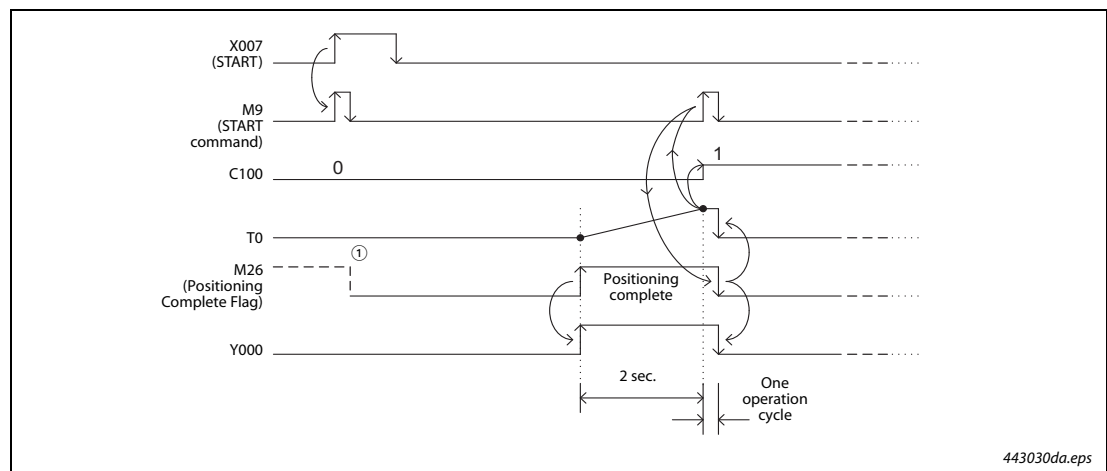 X007
(START)
M9
(START
command)
C100
0
1
T0
①
M26
(Positioning
Complete Flag)
Positioning
complete
Y000
2 sec.
One
operation
cycle
443030da.eps